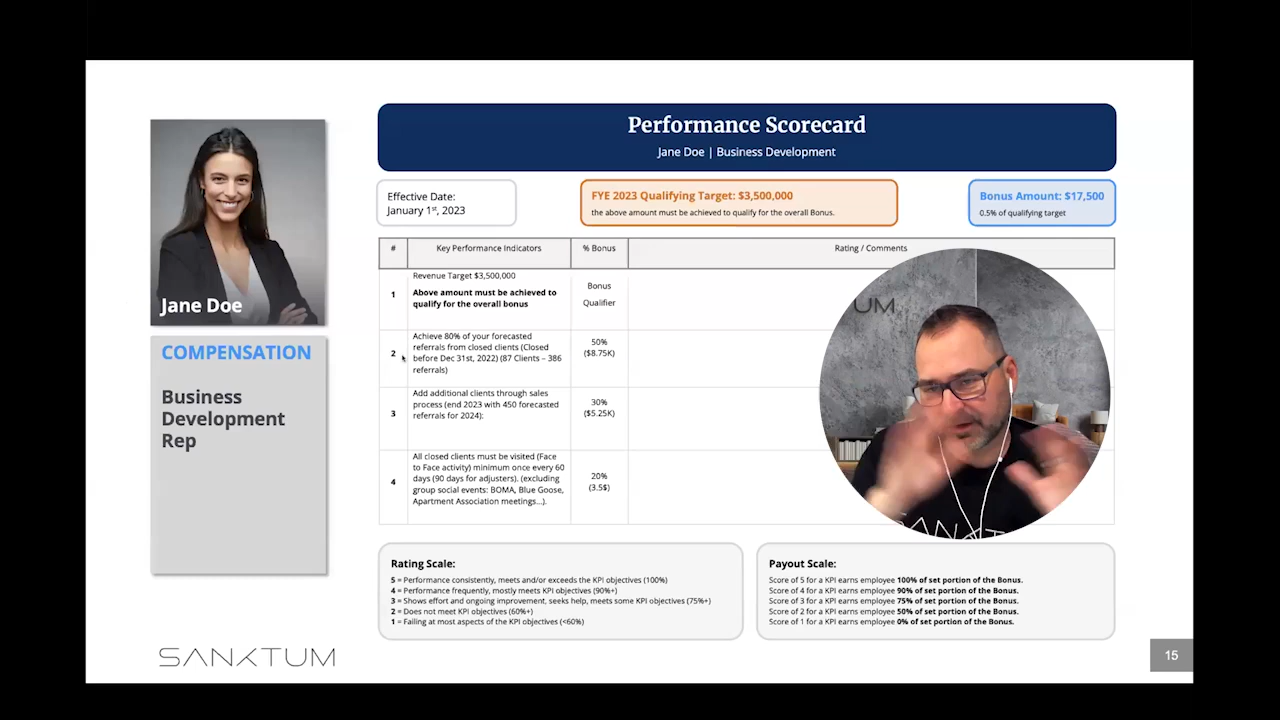 Performance Scorecard
Jane Doe | Business Development
Effective Date:
January 1st, 2023
FYE 2023 Qualifying Target: $3,500,000
the above amount must be achieved to qualify for the overall Bonus.
Bonus Amount: $17,500
0.5% of qualifying target
Jane Doe
COMPENSATION
Business
Development
Rep
# Key Performance Indicators % Bonus Rating / Comments
1
Revenue Target $3,500,000
Above amount must be achieved to
qualify for the overall bonus
Bonus
Qualifier
2
Achieve 80% of your forecasted
referrals from closed clients (Closed
before Dec 31st, 2022) (87 Clients – 386
referrals)
50%
($8.75K)
3
Add additional clients through sales
process (end 2023 with 450 forecasted
referrals for 2024):
30%
($5.25K)
4
All closed clients must be visited (Face
to Face activity) minimum once every 60
days (90 days for adjusters). (excluding
group social events: BOMA, Blue Goose,
Apartment Association meetings...).
20%
(3.5$)
UM
SANKTUM
Rating Scale:
5 = Performance consistently, meets and/or exceeds the KPI objectives (100%)
4 = Performance frequently, mostly meets KPI objectives (90%+)
3 = Shows effort and ongoing improvement, seeks help, meets some KPI objectives (75%+)
2 = Does not meet KPI objectives (60%+)
1 = Failing at most aspects of the KPI objectives (<60%)
Payout Scale:
Score of 5 for a KPI earns employee 100% of set portion of the Bonus.
Score of 4 for a KPI earns employee 90% of set portion of the Bonus.
Score of 3 for a KPI earns employee 75% of set portion of the Bonus.
Score of 2 for a KPI earns employee 50% of set portion of the Bonus.
Score of 1 for a KPI earns employee 0% of set portion of the Bonus.
SANKTUM
15